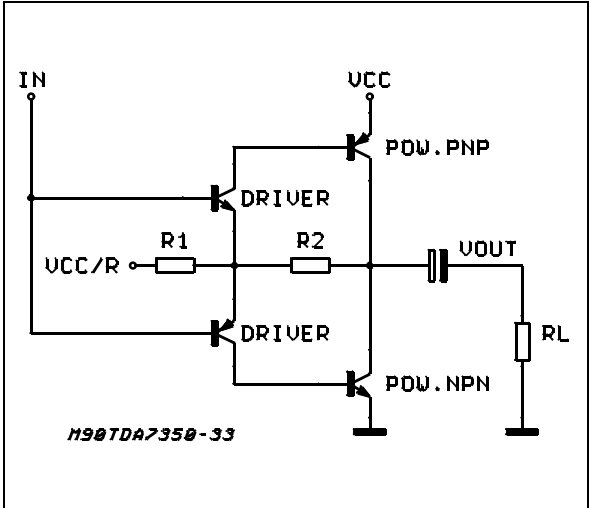 IN
VCC
POW.PNP
DRIVER
R1
R2
VOUT
VCC/R
DRIVER
RL
POW.NPN
M90TDA7350-33